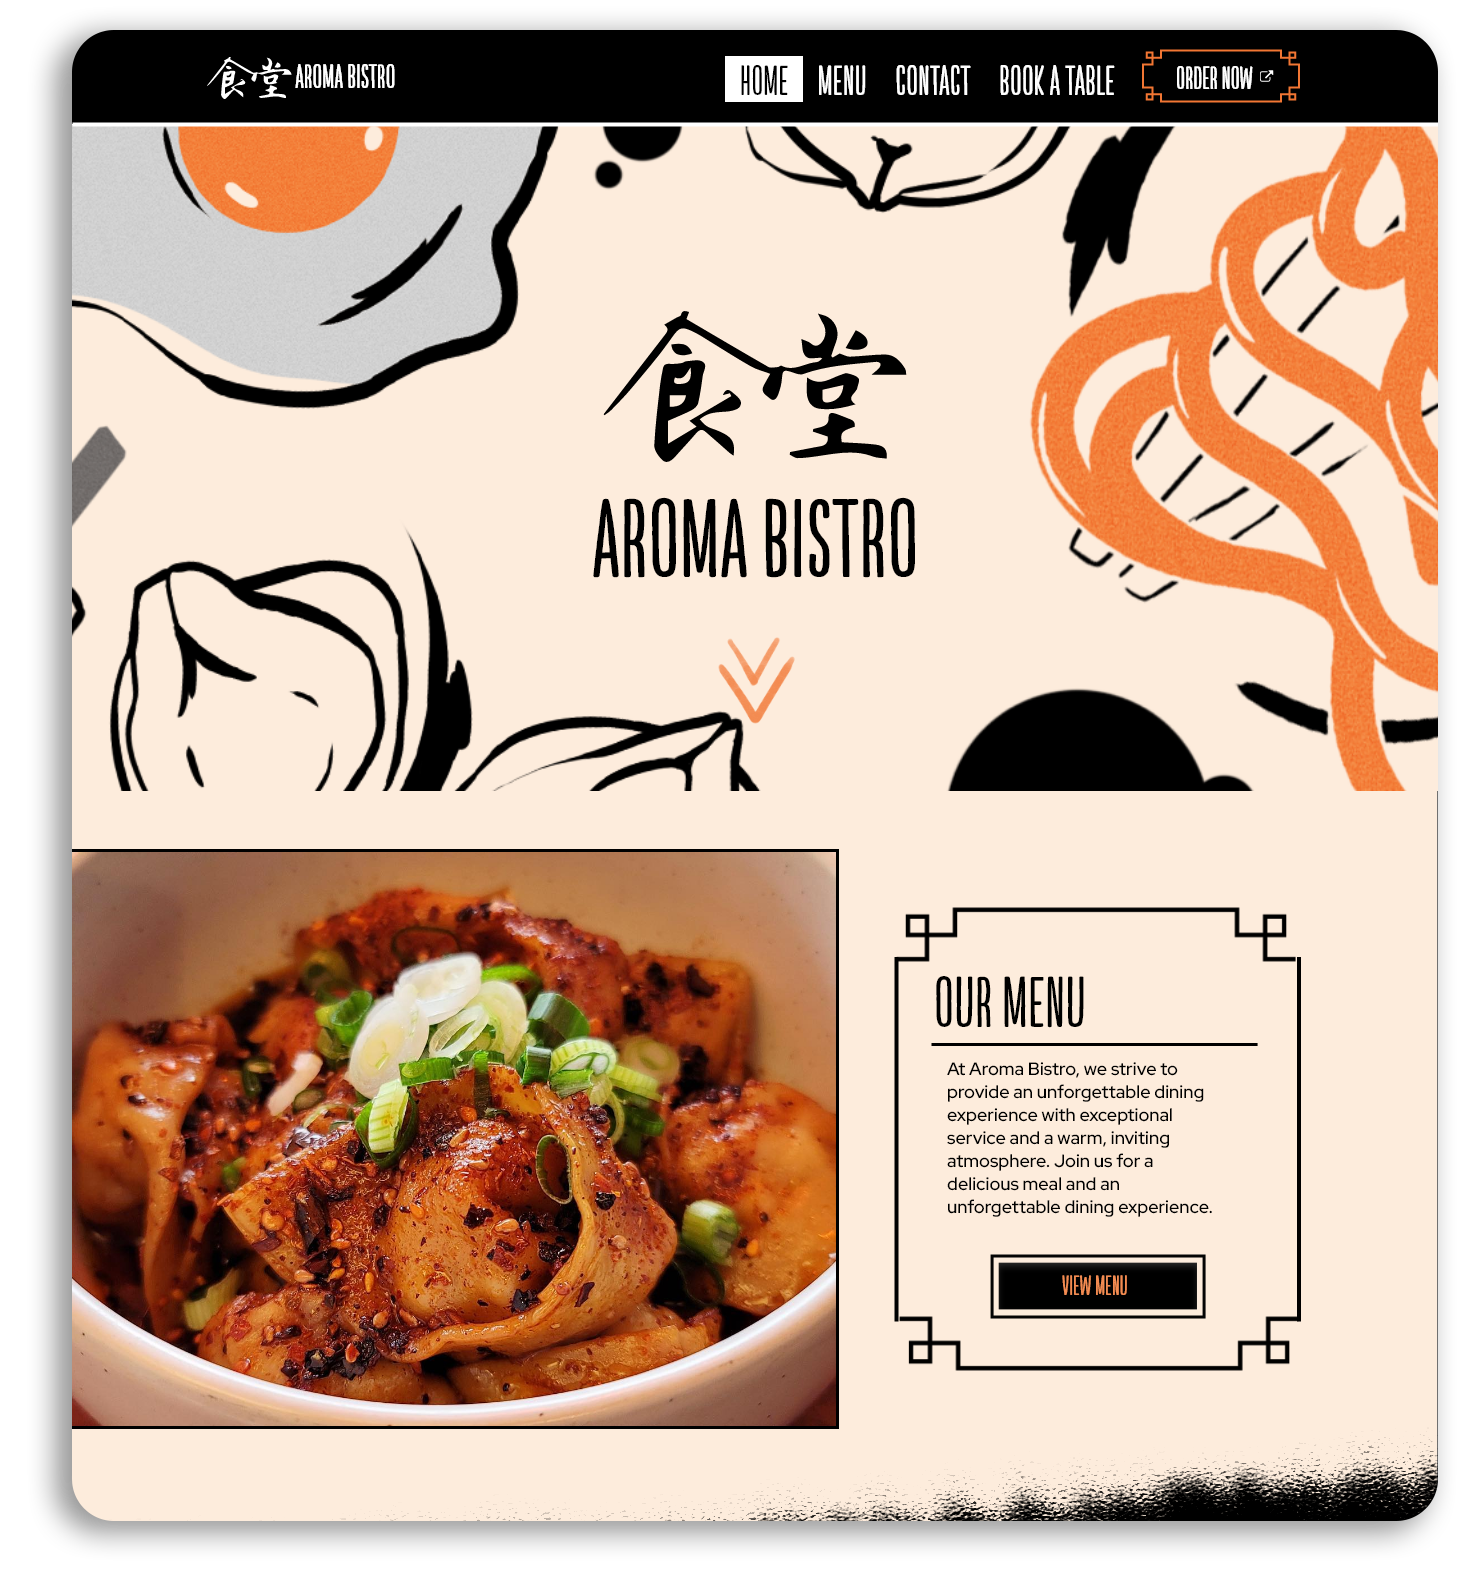 食堂 AROMA BISTRO
HOME MENU CONTACT BOOK A TABLE ORDER NOW
食堂
AROMA BISTRO
OUR MENU
At Aroma Bistro, we strive to
provide an unforgettable dining
experience with exceptional
service and a warm, inviting
atmosphere. Join us for a
delicious meal and an
unforgettable dining experience.
VIEW MENU